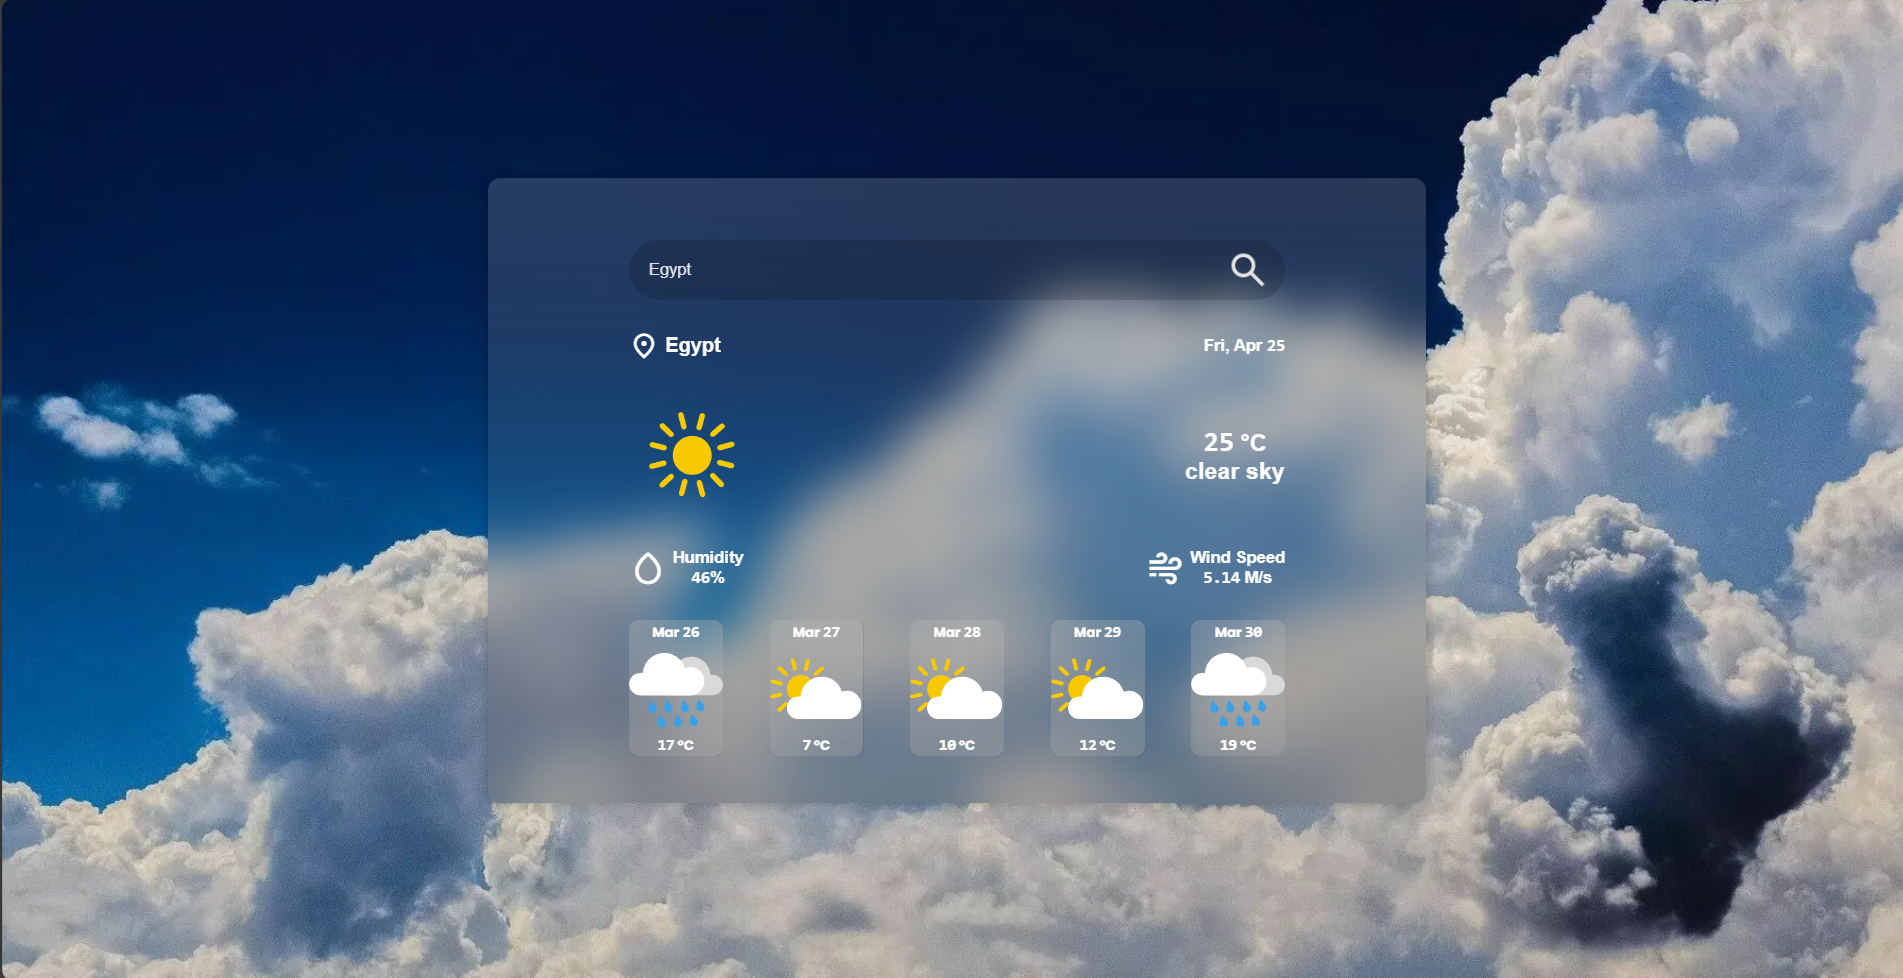 Egypt
Egypt
Fri, Apr 25
25 °C
clear sky
Humidity
46%
Wind Speed
5.14 M/s
Mar 26
17 °C
Mar 27
7 °C
Mar 28
10 °C
Mar 29
12 °C
Mar 30
19 °C